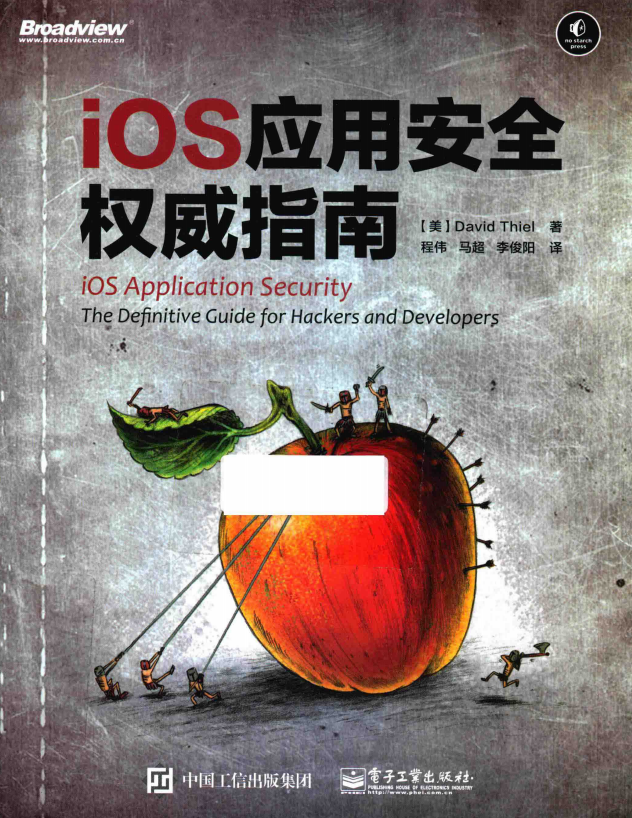 Broadview®
www.broadview.com.cn
no starch
press
iOS应用安全
权威指南
【美】David Thiel 著
程伟 马超 李俊阳 译
iOS Application Security
The Definitive Guide for Hackers and Developers
中国工信出版集团
電子工業出版社·
PUBLISHING HOUSE OF ELECTRONICS INDUSTRY
http://www.phei.com.cn